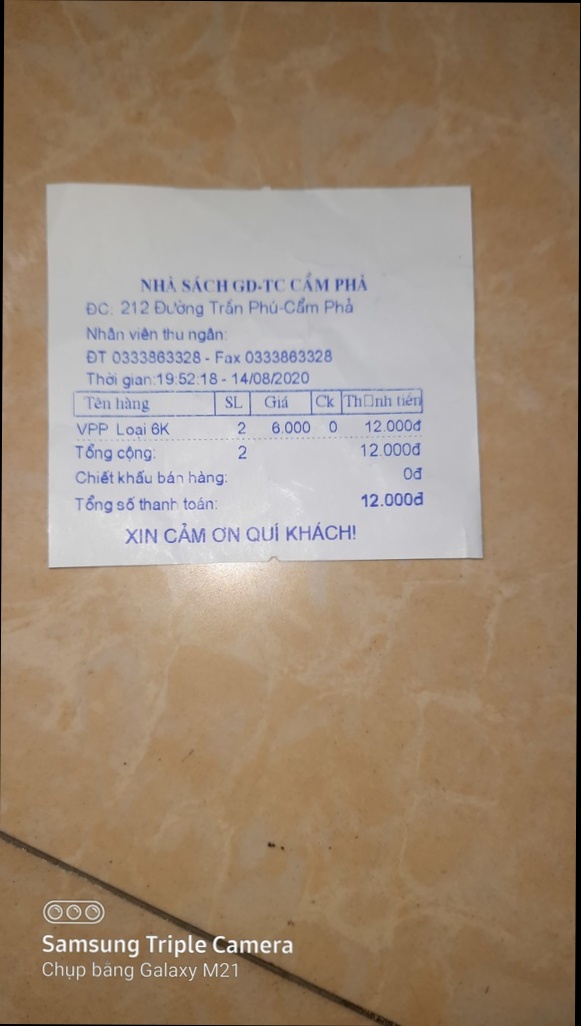 NHÀ SÁCH GD-TC CẨM PHẢ
ĐC: 212 Đường Trần Phú-Cẩm Phả
Nhân viên thu ngân:
ĐT 0333863328 - Fax 0333863328
Thời gian:19:52:18 - 14/08/2020
Tên hàng SL Giá Ck Th□nh tiền
VPP Loại 6K 2 6.000 0 12.000đ
Tổng cộng: 2 12.000đ
Chiết khấu bán hàng: 0đ
Tổng số thanh toán: 12.000đ
XIN CẢM ƠN QUÍ KHÁCH!
Samsung Triple Camera
Chụp bằng Galaxy M21